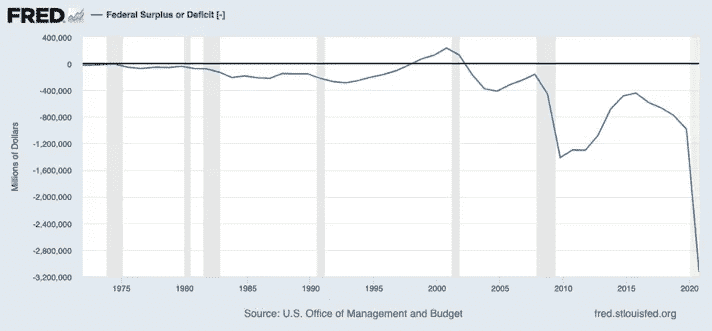 FRED — Federal Surplus or Deficit [-]
400,000
0
-400,000
-800,000
-1,200,000
-1,600,000
-2,000,000
-2,400,000
-2,800,000
-3,200,000
Millions of Dollars
1975 1980 1985 1990 1995 2000 2005 2010 2015 2020
Source: U.S. Office of Management and Budget fred.stlouisfed.org